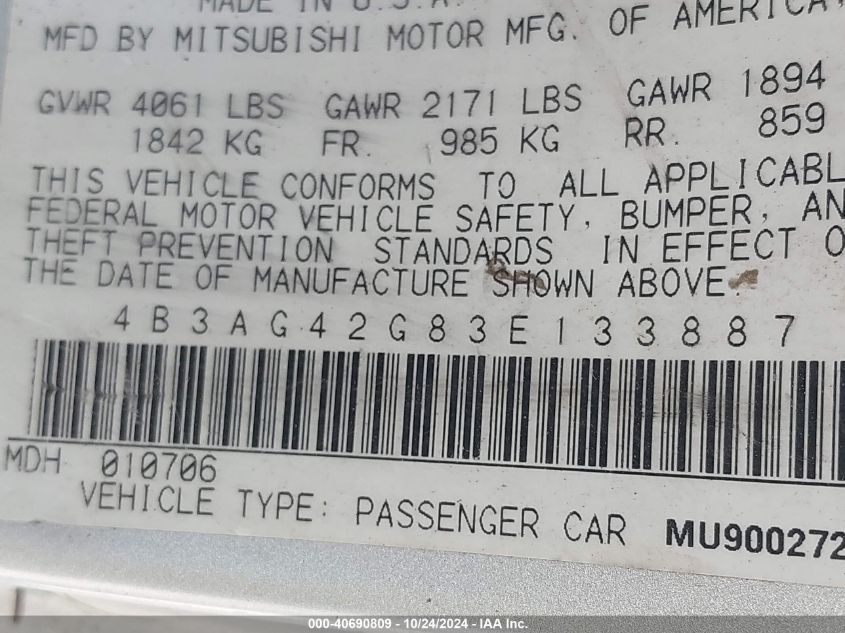 MADE IN U.S.A.
MFD BY MITSUBISHI MOTOR MFG. OF AMERICA,
GVWR 4061 LBS GAWR 2171 LBS GAWR 1894
1842 KG FR. 985 KG RR. 859
THIS VEHICLE CONFORMS TO ALL APPLICABL
FEDERAL MOTOR VEHICLE SAFETY, BUMPER, AN
THEFT PREVENTION STANDARDS IN EFFECT O
THE DATE OF MANUFACTURE SHOWN ABOVE.
4B3AG42G83E133887
MDH 010706
VEHICLE TYPE: PASSENGER CAR MU900272
000-40690809 - 10/24/2024 - IAA Inc.